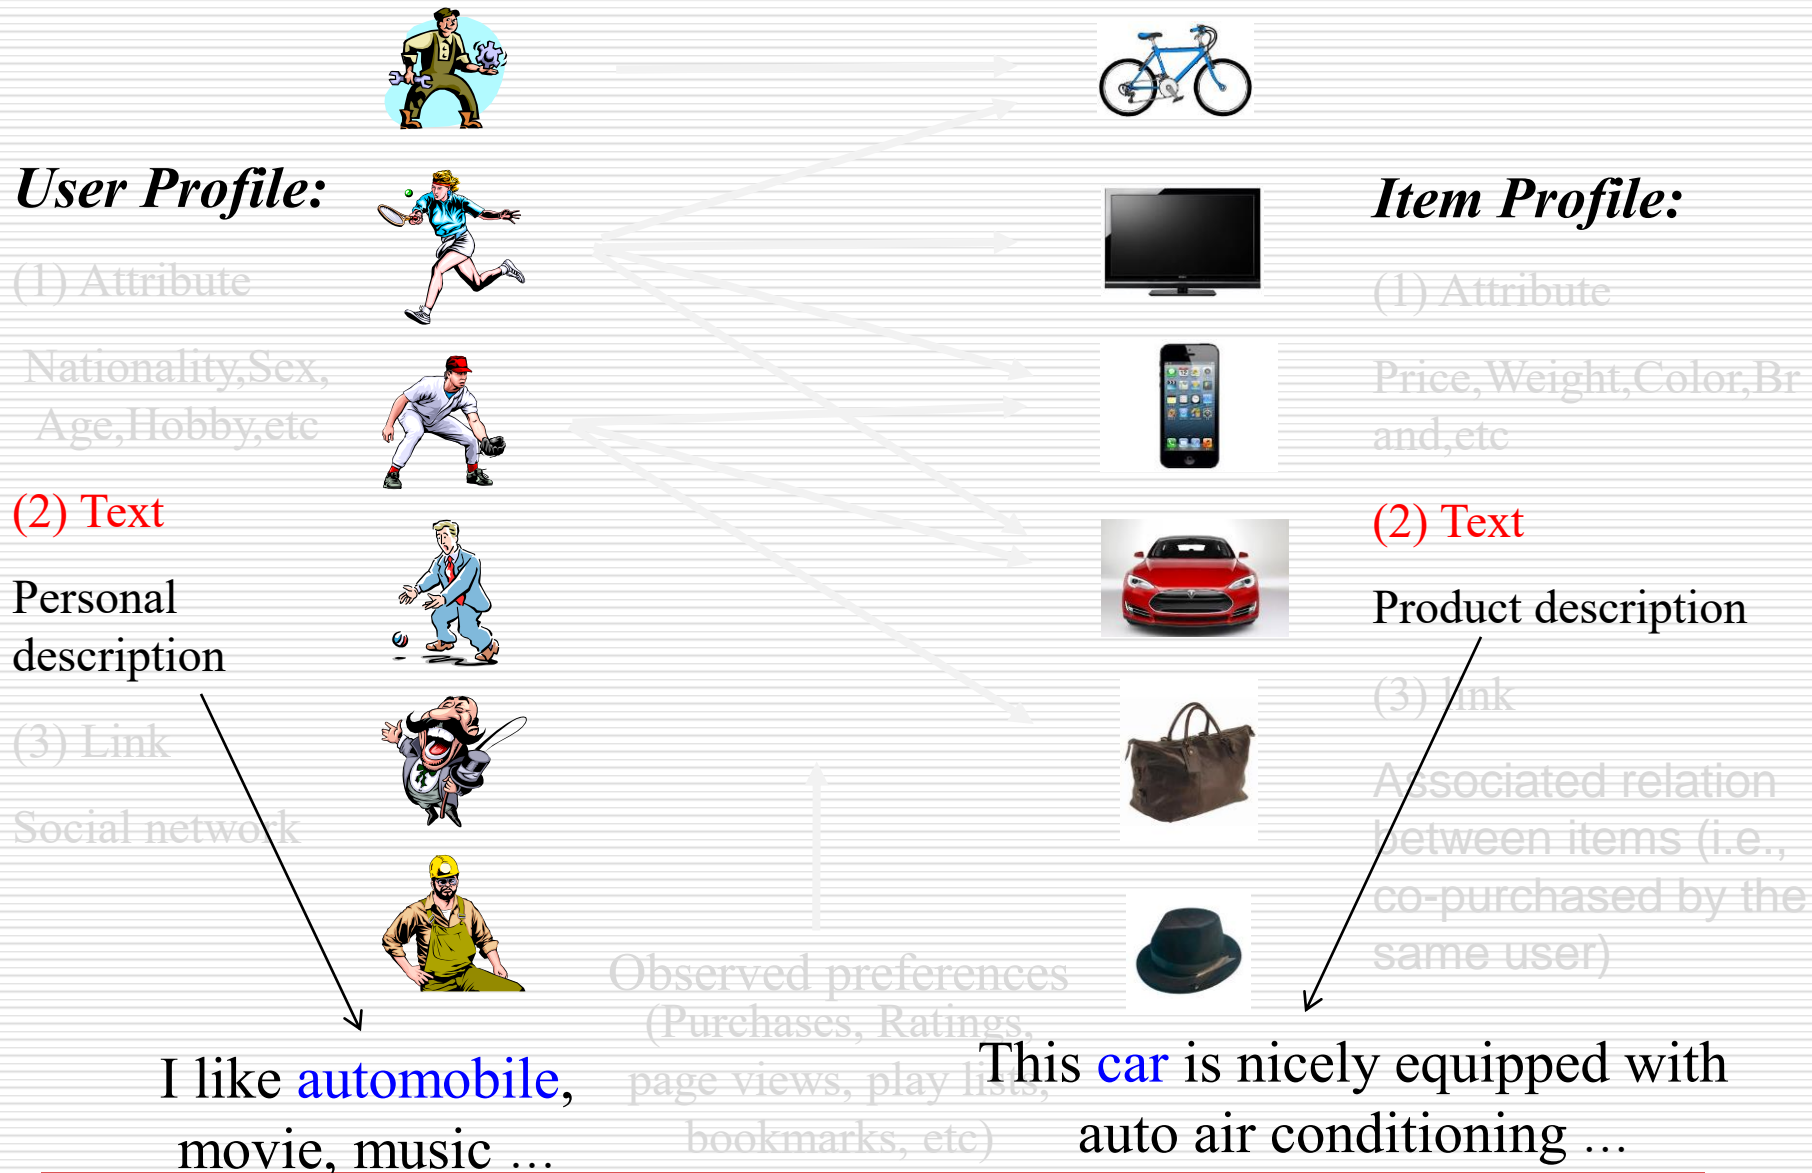 User Profile:
(1) Attribute
Nationality,Sex,
Age,Hobby,etc
(2) Text
Personal
description
(3) Link
Social network
I like automobile,
movie, music ...
Observed preferences
(Purchases, Ratings,
page views, play lists,
bookmarks, etc)
Item Profile:
(1) Attribute
Price,Weight,Color,Br
and,etc
(2) Text
Product description
(3) link
Associated relation
between items (i.e.,
co-purchased by the
same user)
This car is nicely equipped with
auto air conditioning ...